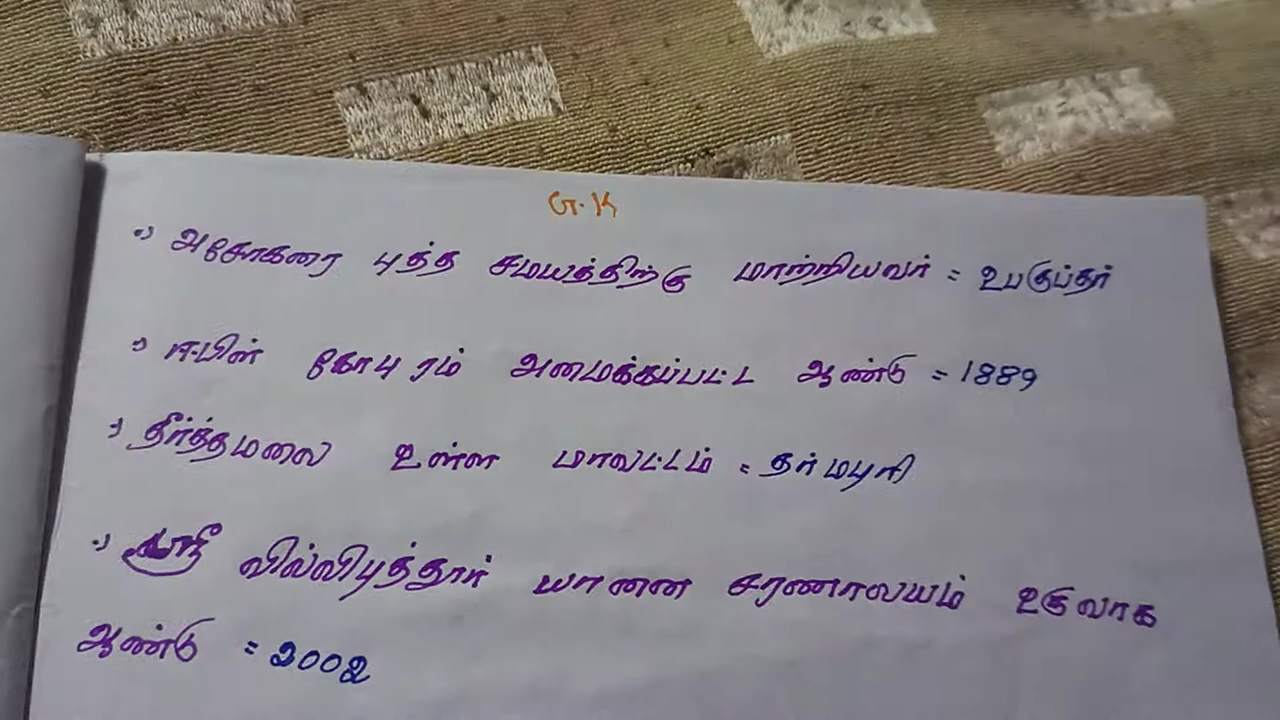 G.K
•) அசோகரை புத்த சமயத்திற்கு மாற்றியவர் = உபகுப்தர்
•) ஈபிள் கோபுரம் அமைக்கப்பட்ட ஆண்டு = 1889
•) தீர்த்தமலை உள்ள மாவட்டம் = தர்மபுரி
•) ஸ்ரீ வில்லிபுத்தூர் யானை சரணாலயம் உருவாக
ஆண்டு = 2002